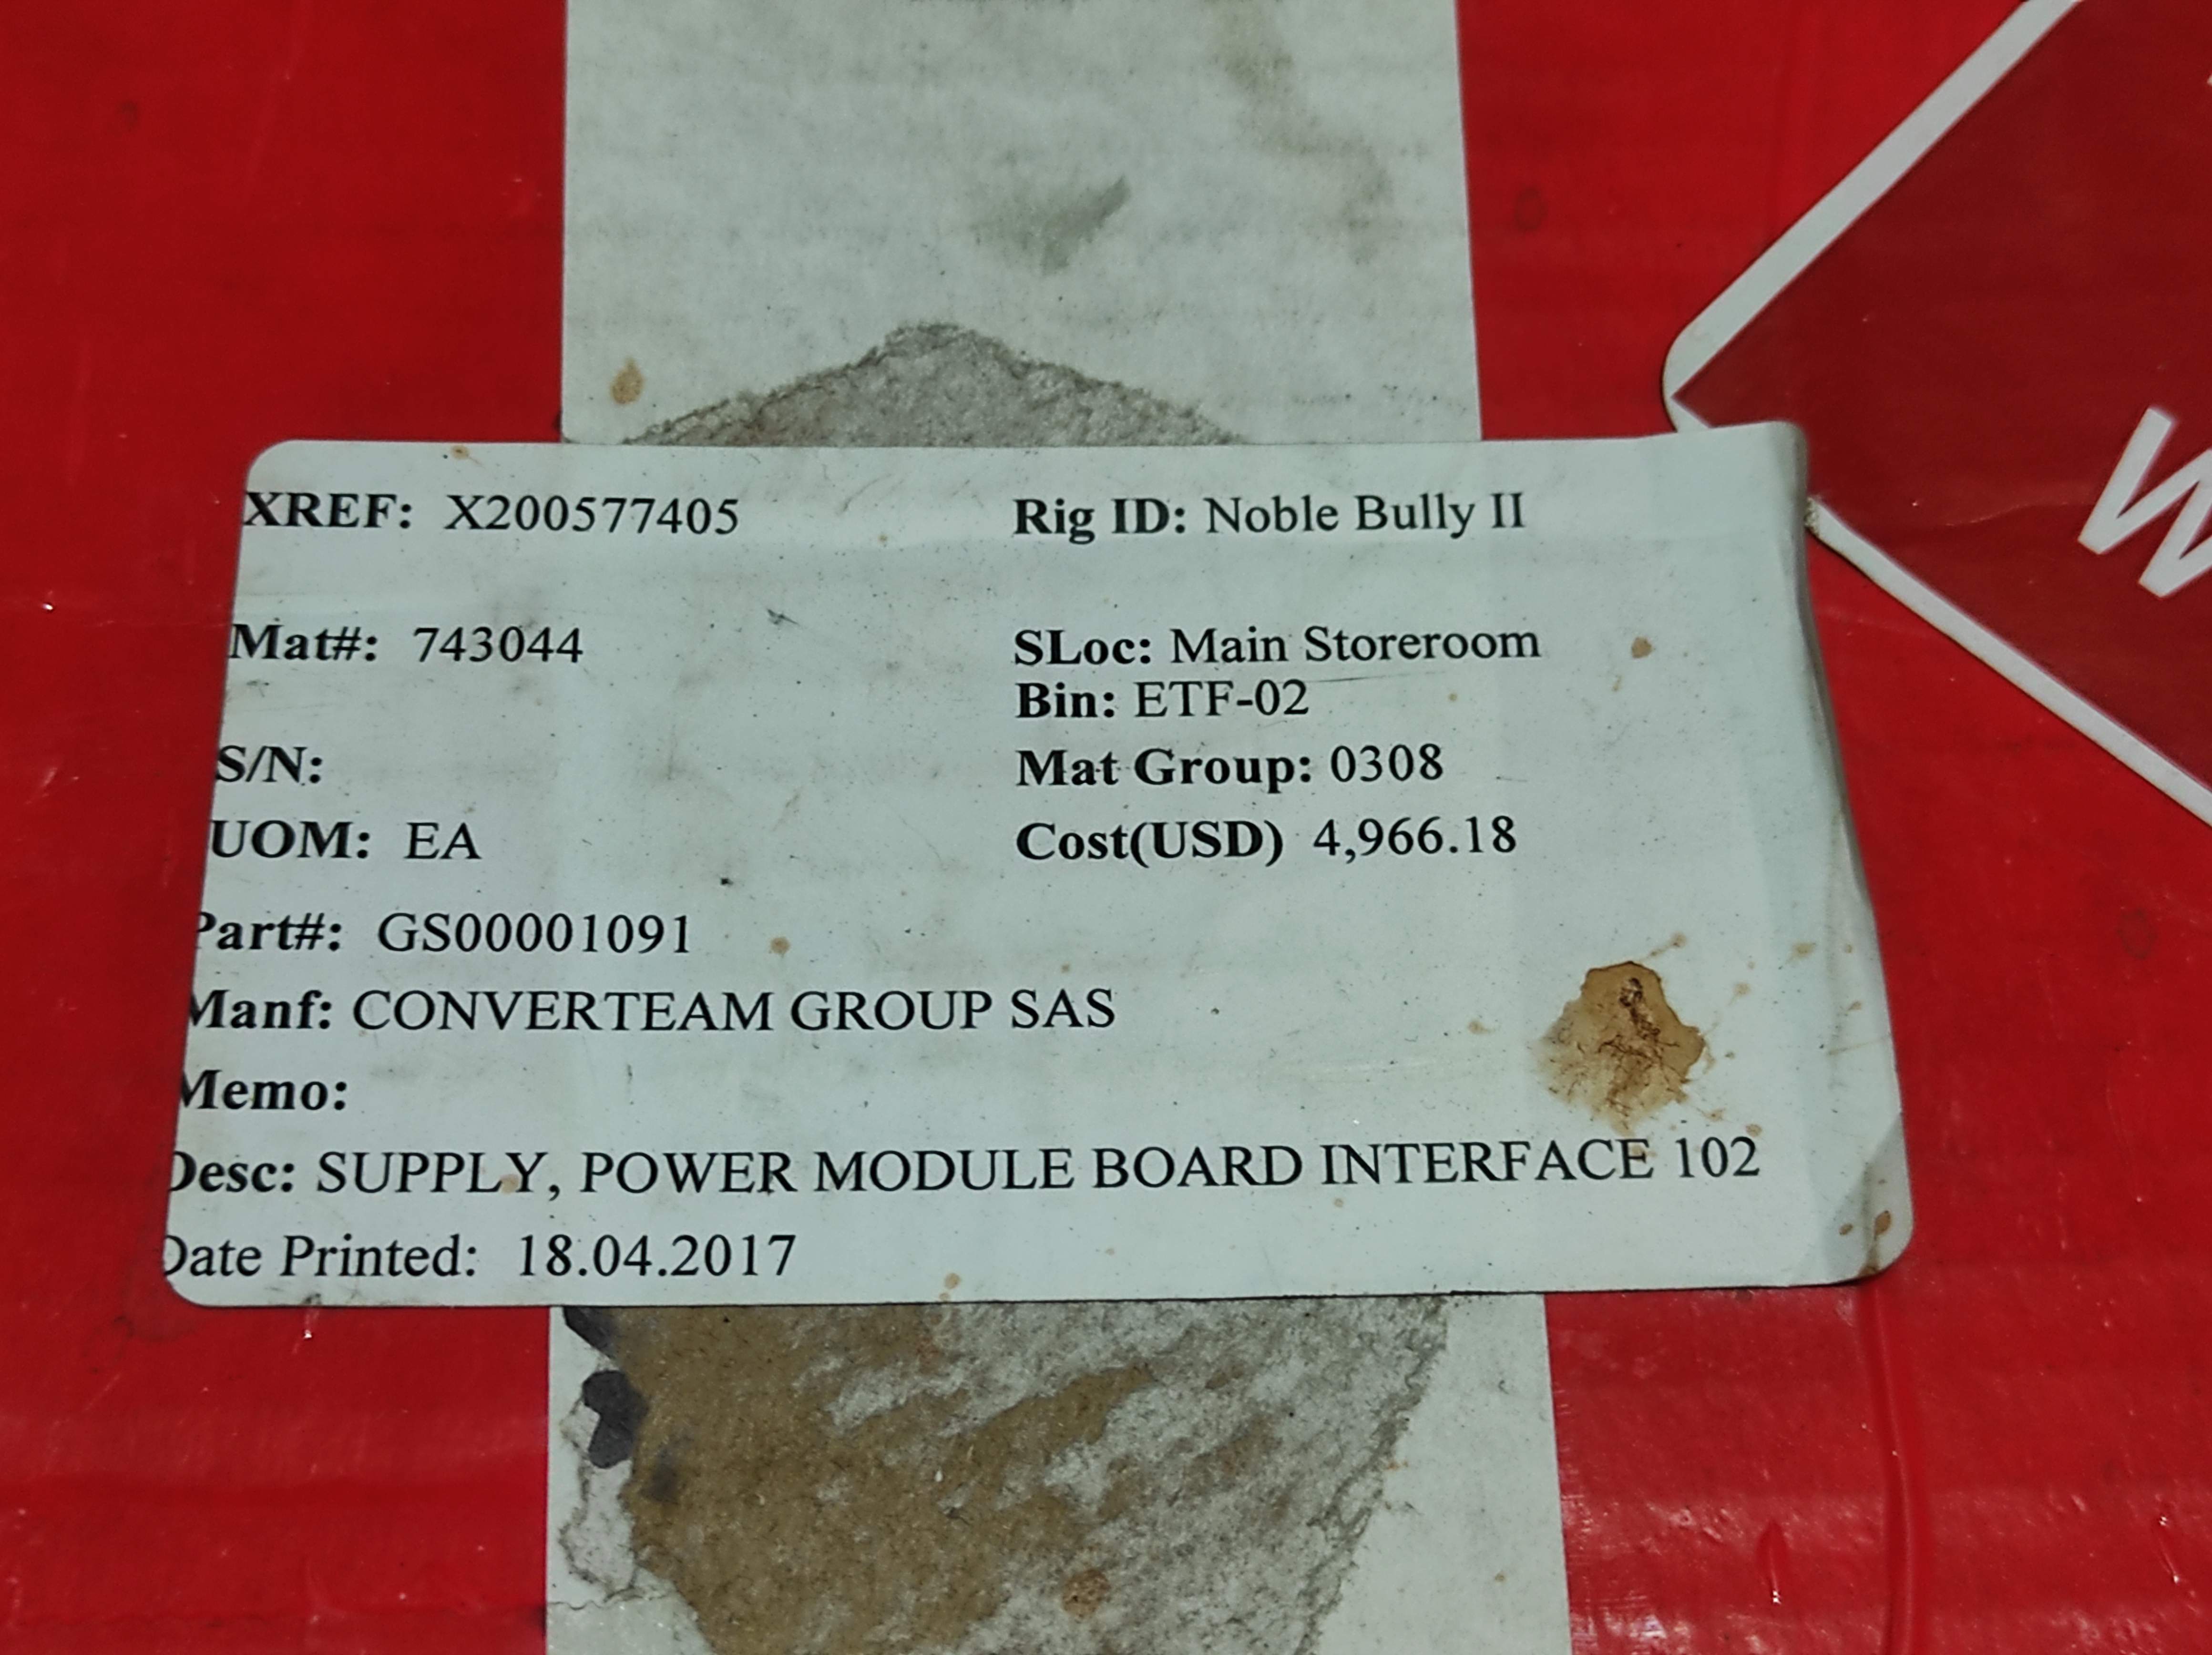 XREF: X200577405 Rig ID: Noble Bully II
Mat#: 743044 SLoc: Main Storeroom
Bin: ETF-02
S/N: Mat Group: 0308
UOM: EA Cost(USD) 4,966.18
Part#: GS00001091
Manf: CONVERTEAM GROUP SAS
Memo:
Desc: SUPPLY, POWER MODULE BOARD INTERFACE 102
Date Printed: 18.04.2017